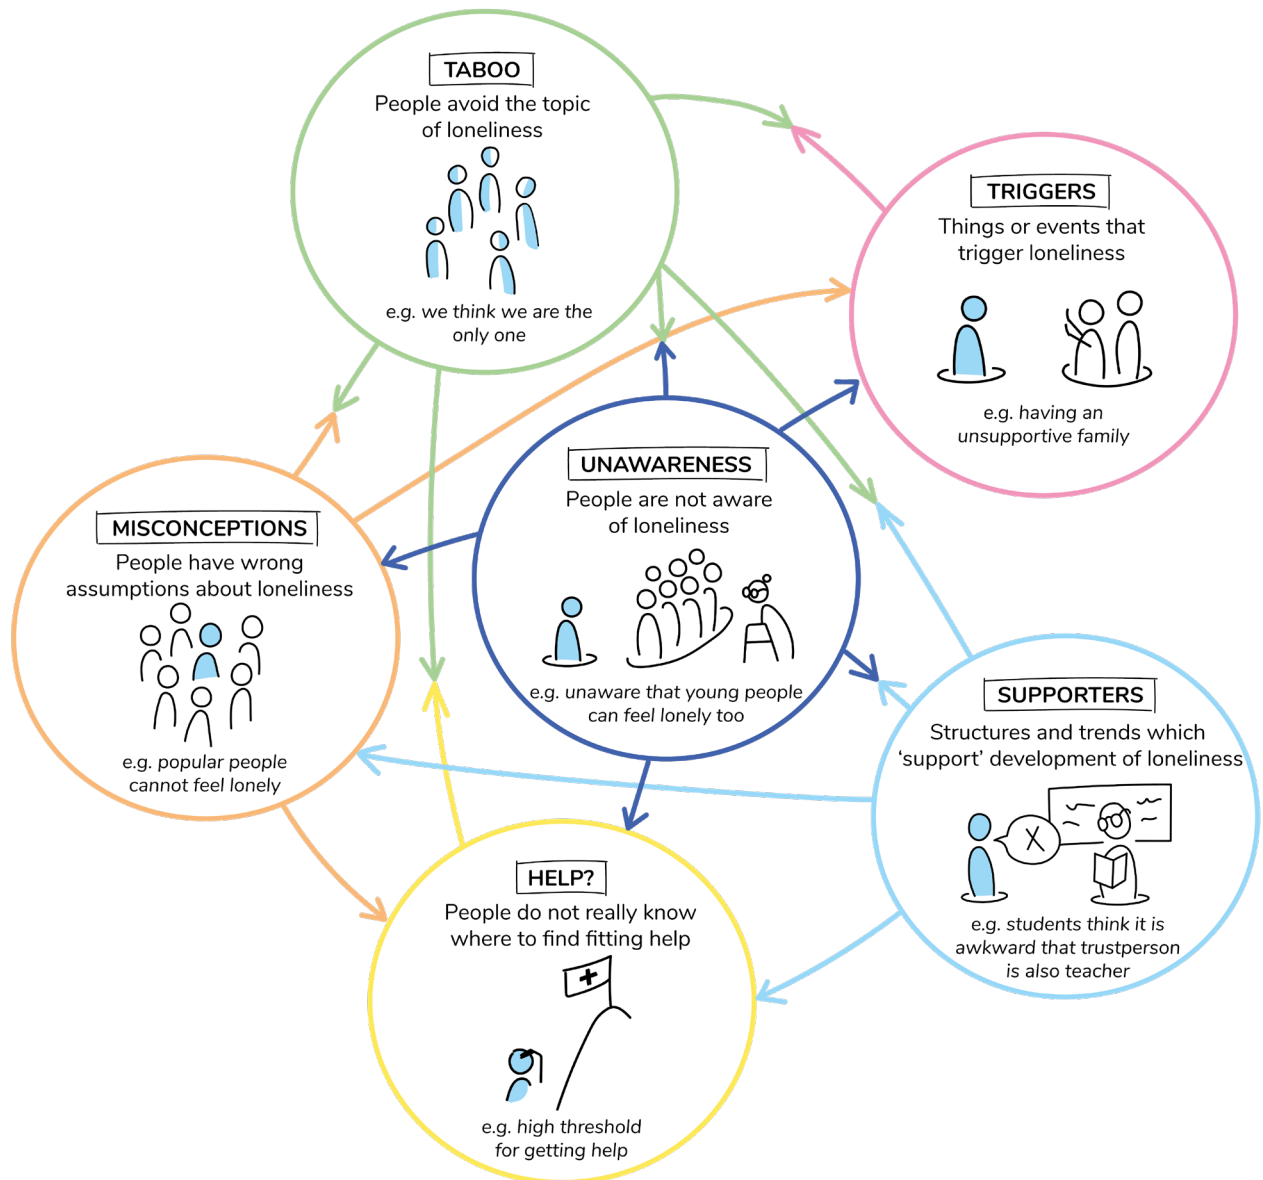 TABOO
People avoid the topic
of loneliness
e.g. we think we are the
only one
TRIGGERS
Things or events that
trigger loneliness
e.g. having an
unsupportive family
UNAWARENESS
People are not aware
of loneliness
e.g. unaware that young people
can feel lonely too
MISCONCEPTIONS
People have wrong
assumptions about loneliness
e.g. popular people
cannot feel lonely
SUPPORTERS
Structures and trends which
‘support’ development of loneliness
X
e.g. students think it is
awkward that trustperson
is also teacher
HELP?
People do not really know
where to find fitting help
e.g. high threshold
for getting help